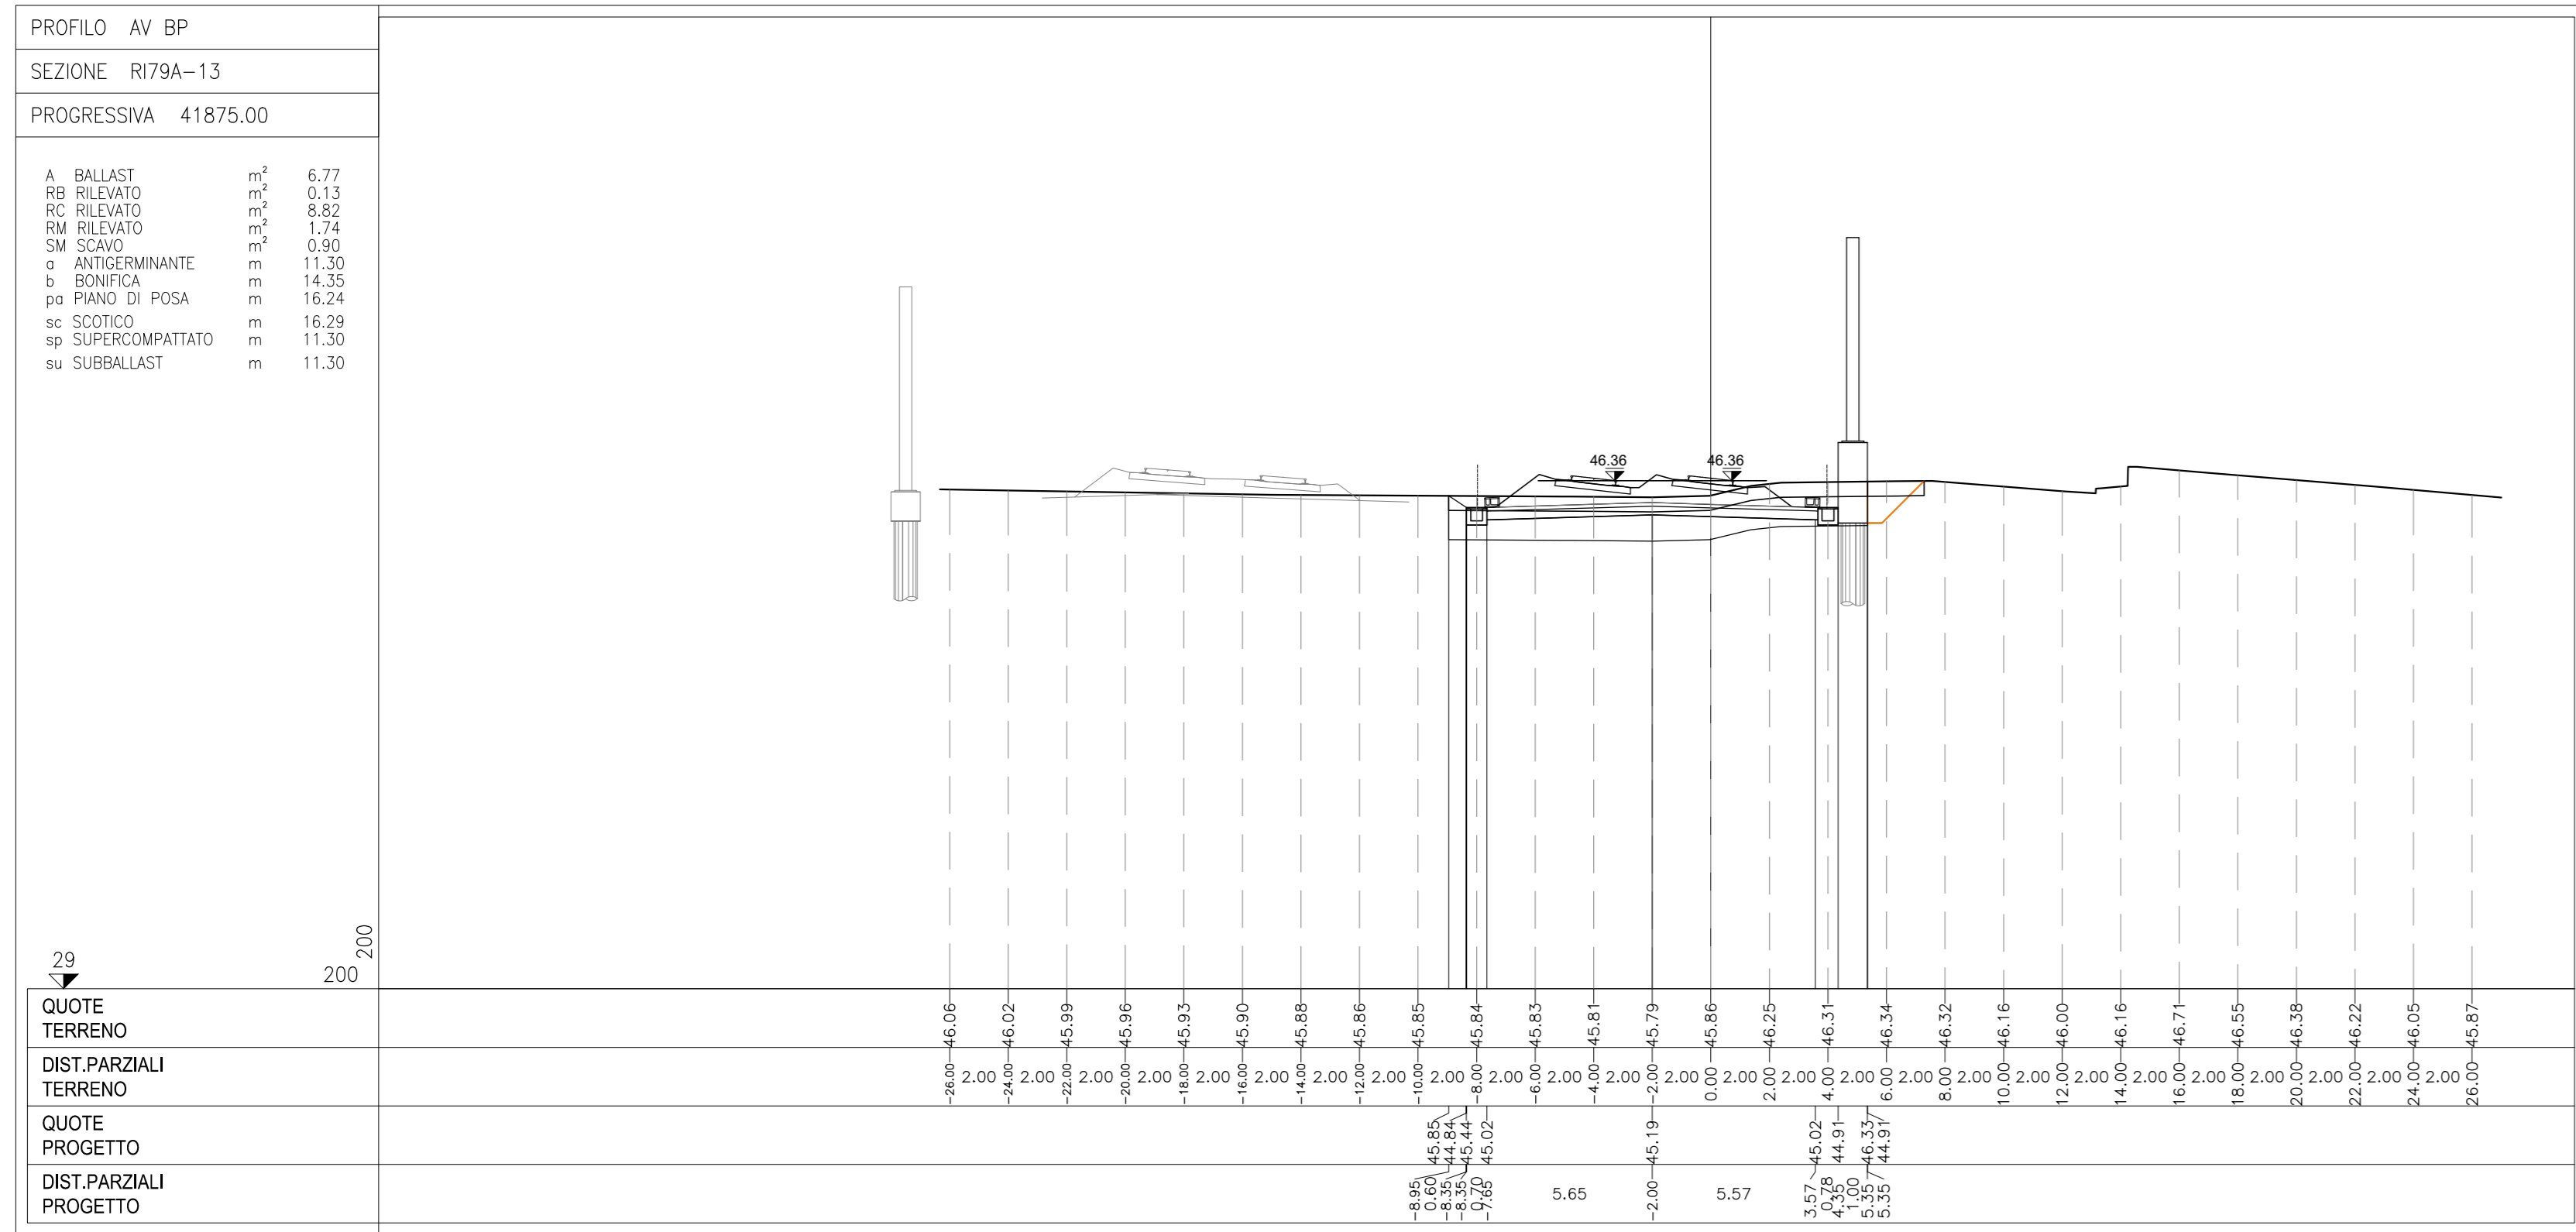 PROFILO AV BP
SEZIONE RI79A-13
PROGRESSIVA 41875.00
A BALLAST m² 6.77
RB RILEVATO m² 0.13
RC RILEVATO m² 8.82
RM RILEVATO m² 1.74
SM SCAVO m² 0.90
a ANTIGERMINANTE m 11.30
b BONIFICA m 14.35
pa PIANO DI POSA m 16.24
sc SCOTICO m 16.29
sp SUPERCOMPATTATO m 11.30
su SUBBALLAST m 11.30
46.36 46.36
29
200
200
QUOTE
TERRENO
46.06 46.02 45.99 45.96 45.93 45.90 45.88 45.86 45.85 45.84 45.83 45.81 45.79 45.86 46.25 46.31 46.34 46.32 46.16 46.00 46.16 46.71 46.55 46.38 46.22 46.05 45.87
DIST.PARZIALI
TERRENO
-26.00 2.00 -24.00 2.00 -22.00 2.00 -20.00 2.00 -18.00 2.00 -16.00 2.00 -14.00 2.00 -12.00 2.00 -10.00 2.00 -8.00 2.00 -6.00 2.00 -4.00 2.00 -2.00 2.00 0.00 2.00 2.00 2.00 4.00 2.00 6.00 2.00 8.00 2.00 10.00 2.00 12.00 2.00 14.00 2.00 16.00 2.00 18.00 2.00 20.00 2.00 22.00 2.00 24.00 2.00 26.00
QUOTE
PROGETTO
45.85 44.84 45.44 45.02 45.19 45.02 44.91 46.33 44.91
DIST.PARZIALI
PROGETTO
-8.95 0.60 -8.35 -8.35 0.70 -7.65 5.65 -2.00 5.57 3.57 0.78 4.35 1.00 5.35 5.35